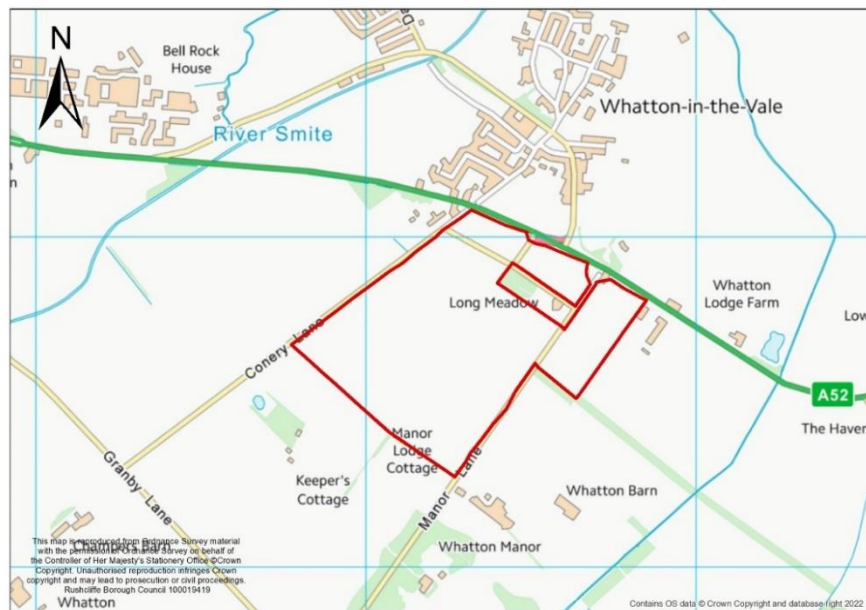 N
Bell Rock
House
De
Whatton-in-the-Vale
River Smite
n
Long Meadow
Whatton
Lodge Farm
Low
Conery Lane
A52
The Haven
Manor
Lodge
Cottage
Keeper's
Cottage
Granby Lane
Manor Lane
Whatton Barn
Whatton Manor
Chambers Barn
This map is reproduced from Ordnance Survey material
with the permission of Ordnance Survey on behalf of
the Controller of Her Majesty's Stationery Office ©Crown
Copyright. Unauthorised reproduction infringes Crown
copyright and may lead to prosecution or civil proceedings.
Rushcliffe Borough Council 100019419
Whatton
Contains OS data © Crown Copyright and database right 2022